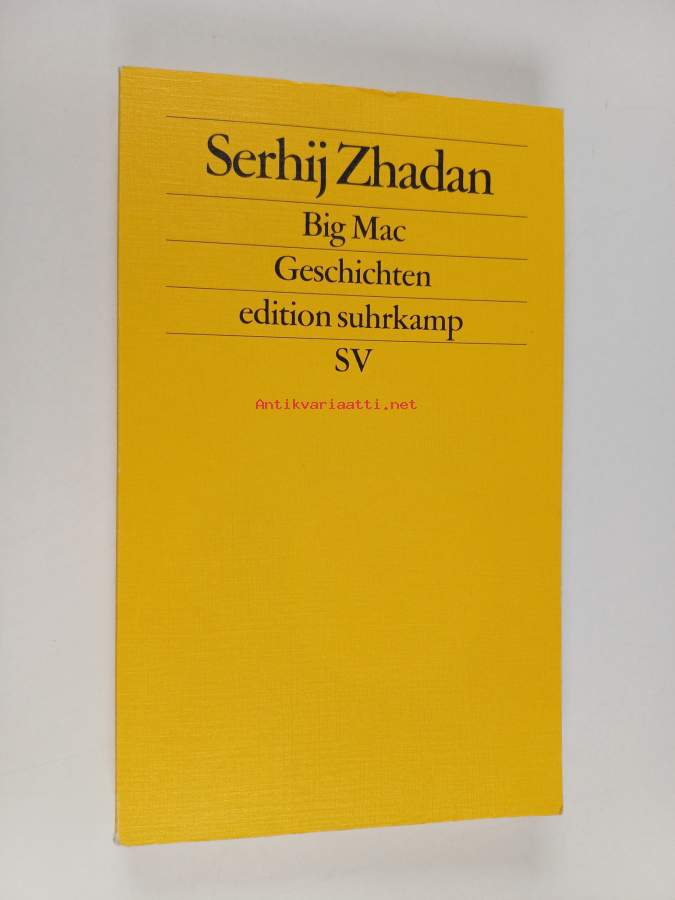 Serhij Zhadan
Big Mac
Geschichten
edition suhrkamp
SV
Antikvariaatti.net